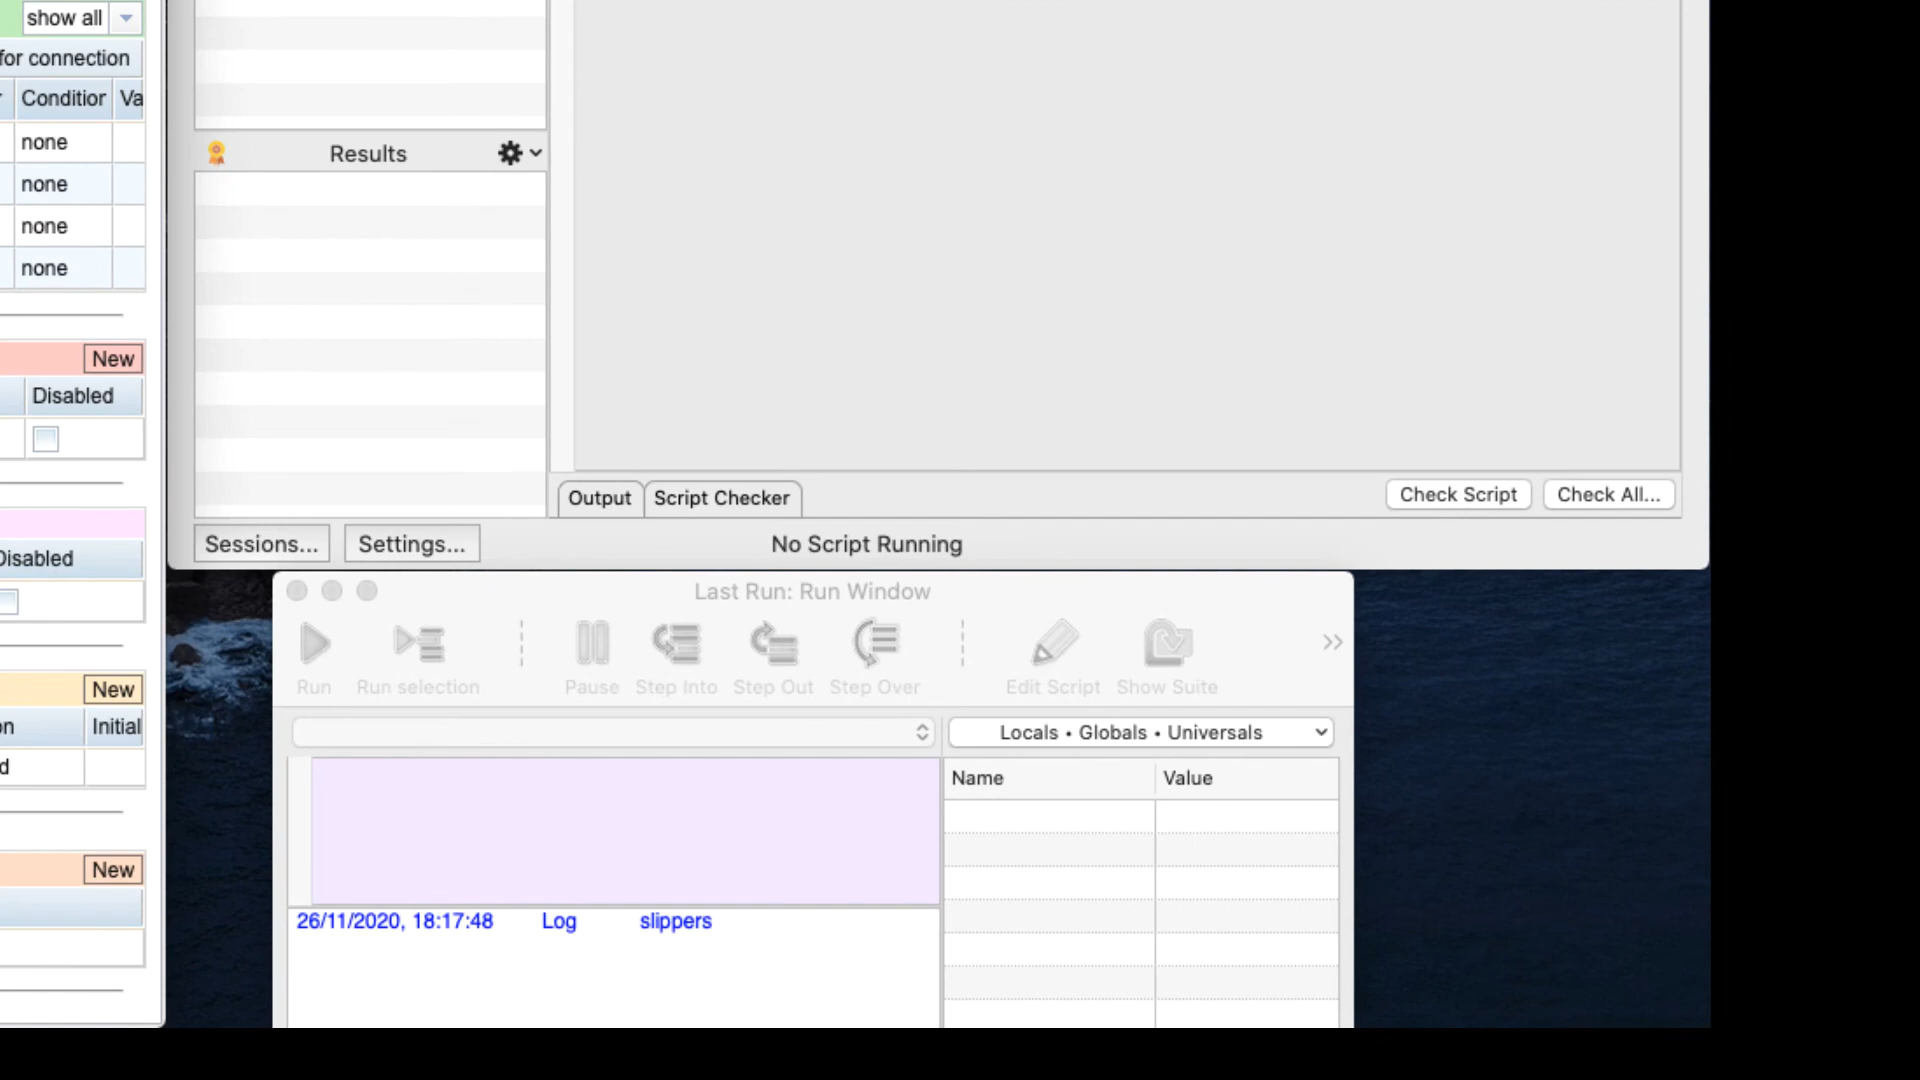 show all
for connection
Condition Va
none
none
none
none
New
Disabled
Disabled
New
on Initial
d
New
Results
Output Script Checker Check Script Check All...
Sessions... Settings... No Script Running
Last Run: Run Window
Run Run selection Pause Step Into Step Out Step Over Edit Script Show Suite
Locals • Globals • Universals
Name Value
26/11/2020, 18:17:48 Log slippers